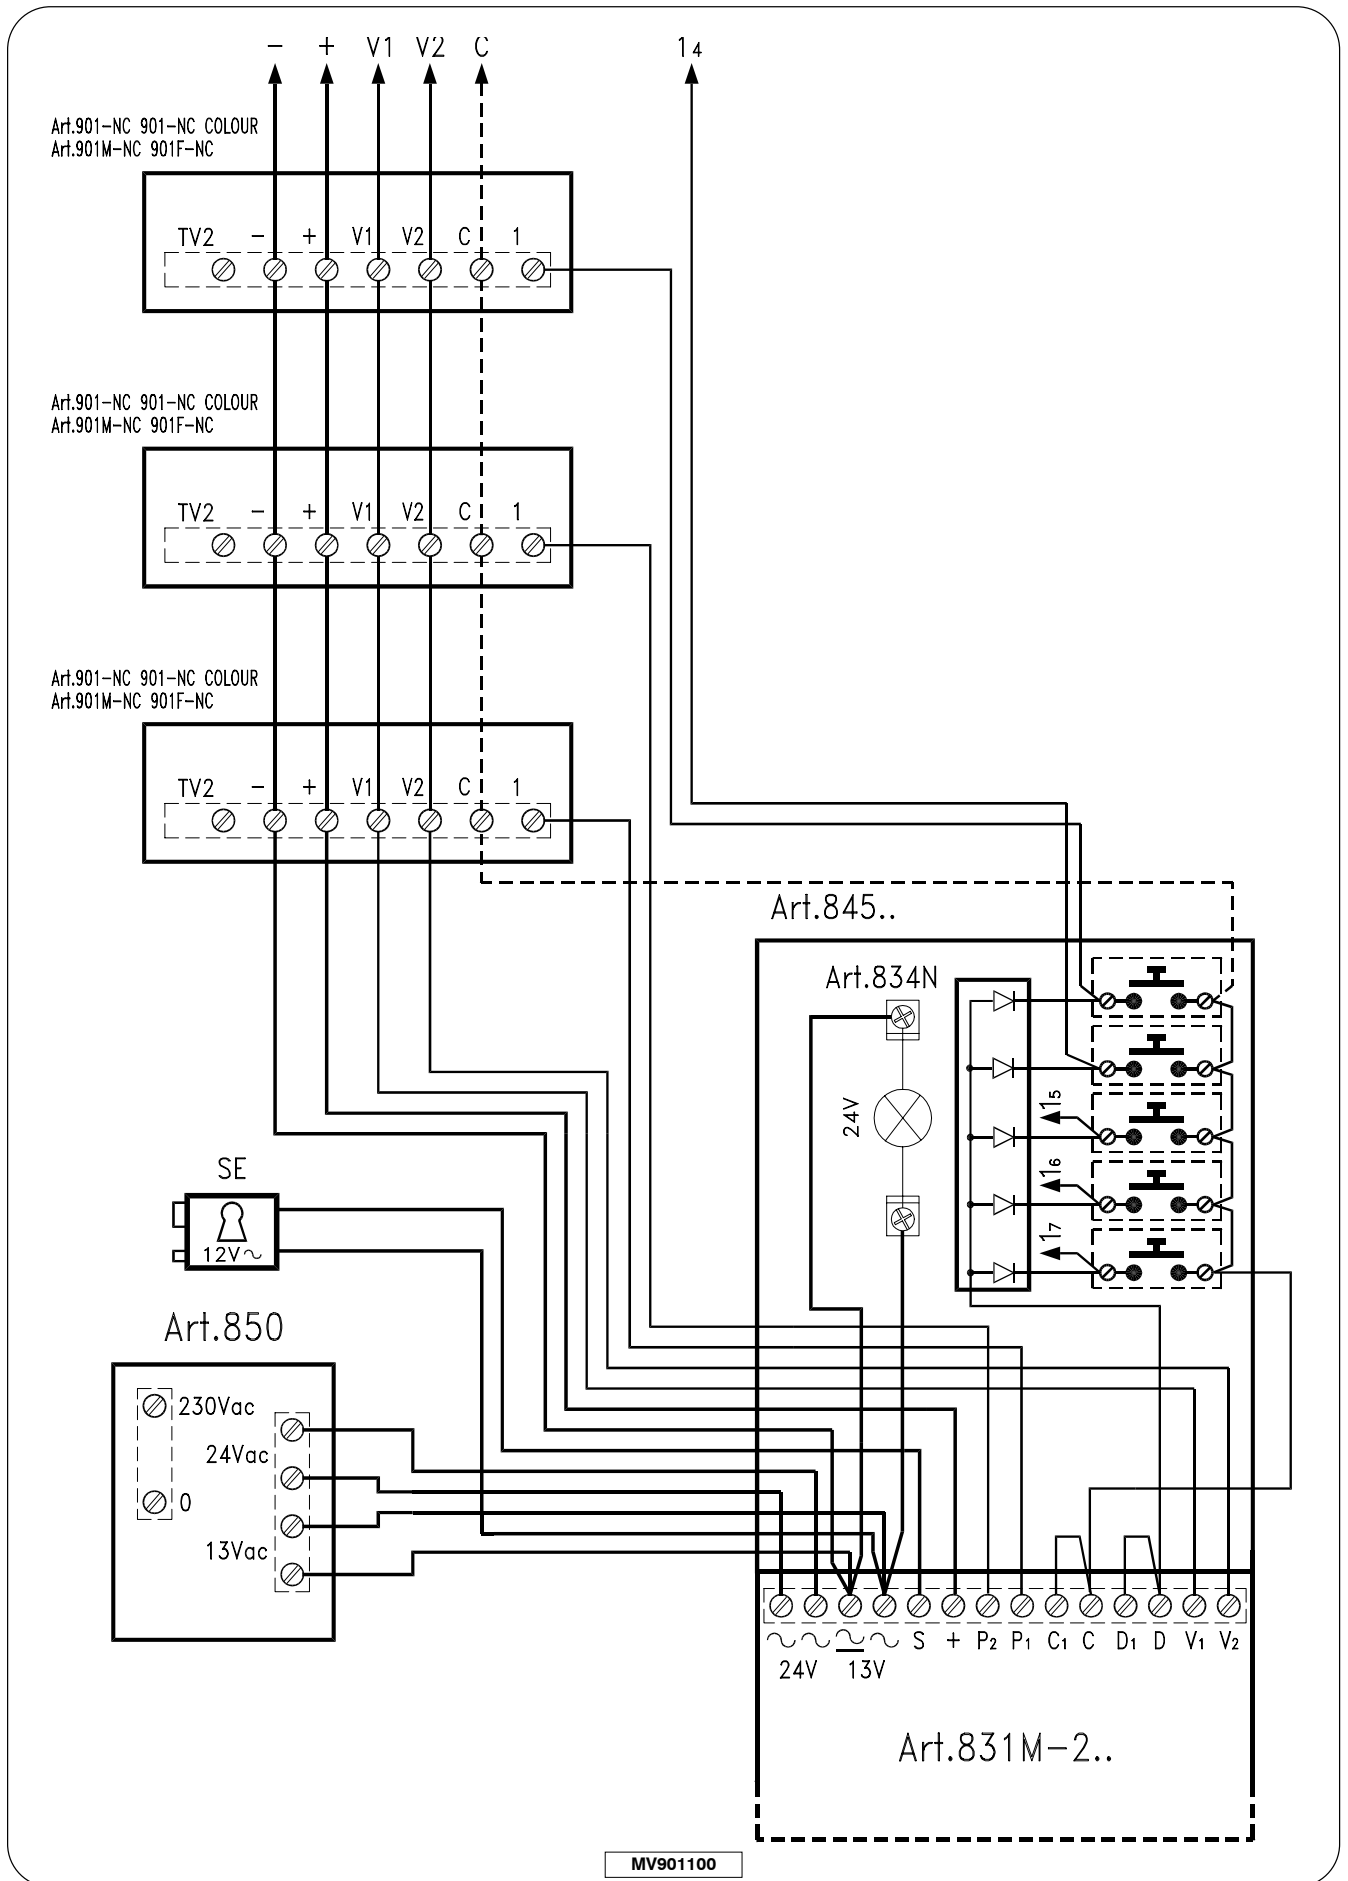 − + V1 V2 C 14
Art.901-NC 901-NC COLOUR
Art.901M-NC 901F-NC
TV2 − + V1 V2 C 1
Art.901-NC 901-NC COLOUR
Art.901M-NC 901F-NC
TV2 − + V1 V2 C 1
Art.901-NC 901-NC COLOUR
Art.901M-NC 901F-NC
TV2 − + V1 V2 C 1
Art.845..
Art.834N
24V
15
16
17
SE
12V∼
Art.850
230Vac
24Vac
0
13Vac
∼ ∼ ∼ ∼ S + P2 P1 C1 C D1 D V1 V2
24V 13V
Art.831M-2..
MV901100